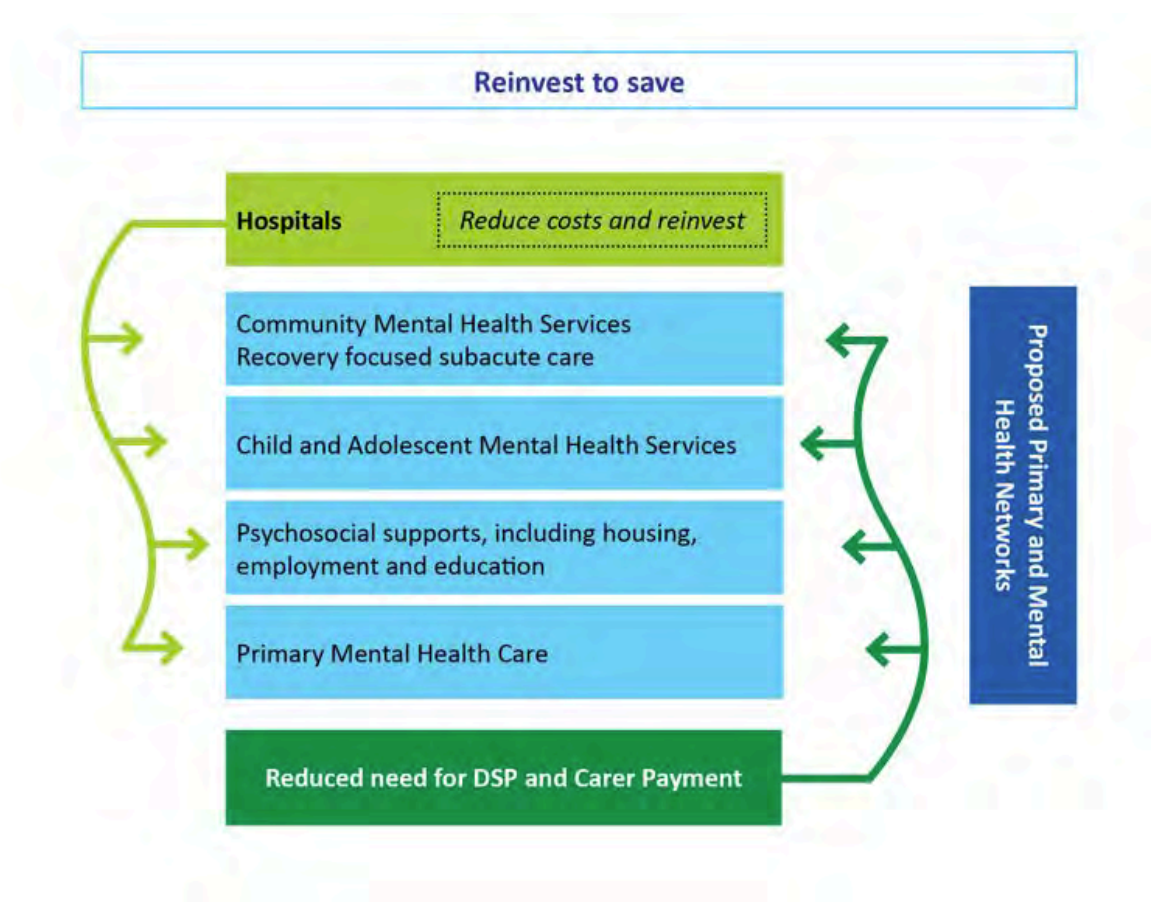 Reinvest to save
Hospitals
Reduce costs and reinvest
Community Mental Health Services
Recovery focused subacute care
Child and Adolescent Mental Health Services
Psychosocial supports, including housing,
employment and education
Primary Mental Health Care
Reduced need for DSP and Carer Payment
Proposed Primary and Mental
Health Networks